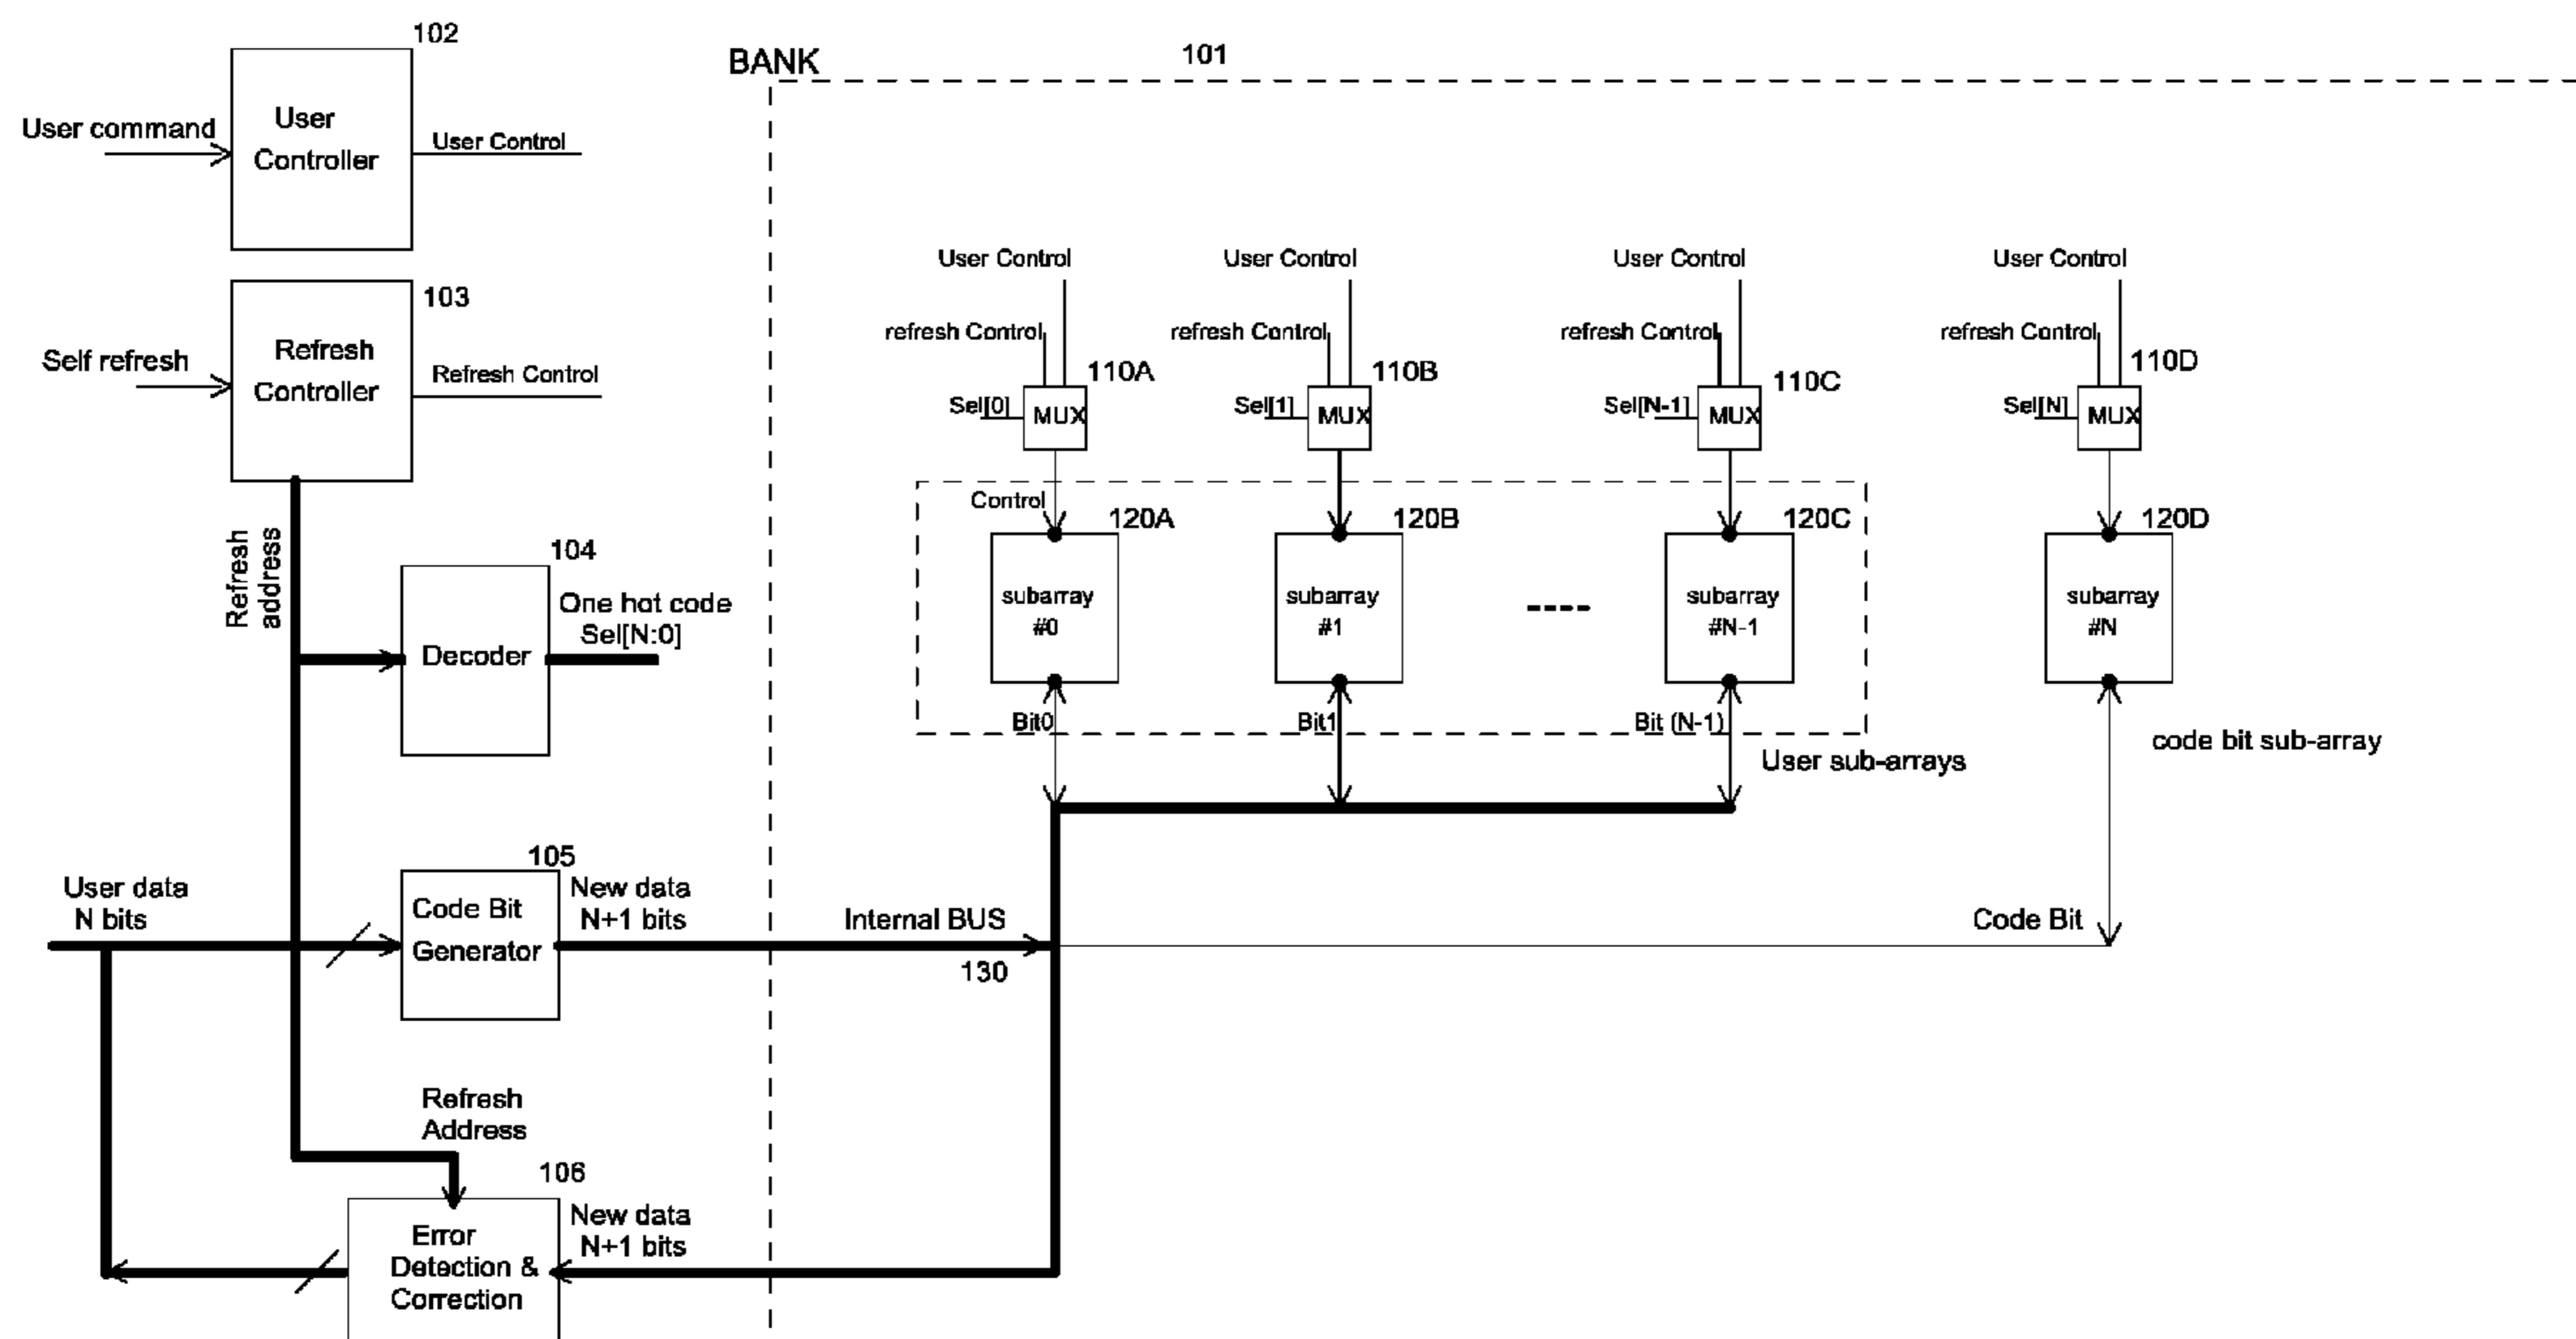 102
User command
User
Controller
User Control
103
Self refresh
Refresh
Controller
Refresh Control
Refresh
address
104
Decoder
One hot code
Sel[N:0]
105
User data
N bits
Code Bit
Generator
New data
N+1 bits
Refresh
Address
106
Error
Detection &
Correction
New data
N+1 bits
BANK
101
User Control
User Control
User Control
User Control
refresh Control
refresh Control
refresh Control
refresh Control
110A
110B
110C
110D
Sel[0]
MUX
Sel[1]
MUX
Sel[N-1]
MUX
Sel[N]
MUX
Control
120A
120B
120C
120D
subarray
#0
subarray
#1
----
subarray
#N-1
subarray
#N
Bit0
Bit1
Bit (N-1)
User sub-arrays
code bit sub-array
Internal BUS
130
Code Bit